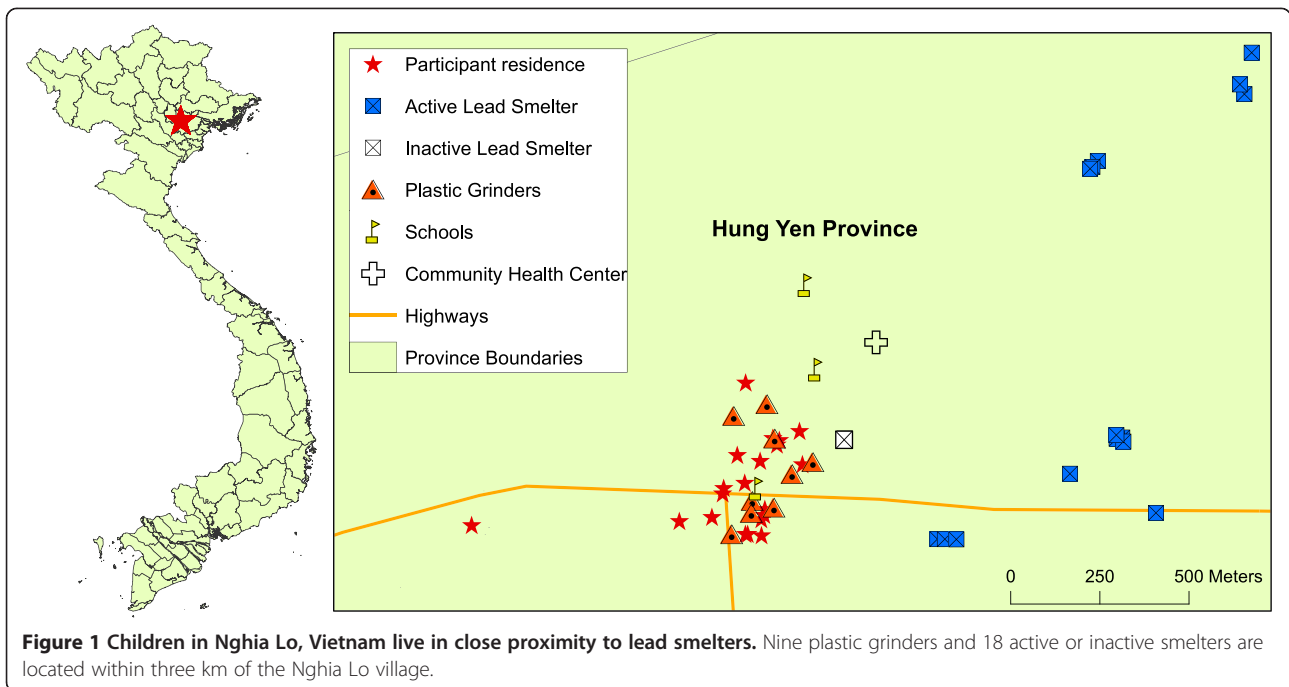 Participant residence
Active Lead Smelter
Inactive Lead Smelter
Plastic Grinders
Schools
Community Health Center
Highways
Province Boundaries
Hung Yen Province
0 250 500 Meters
Figure 1 Children in Nghia Lo, Vietnam live in close proximity to lead smelters. Nine plastic grinders and 18 active or inactive smelters are
located within three km of the Nghia Lo village.